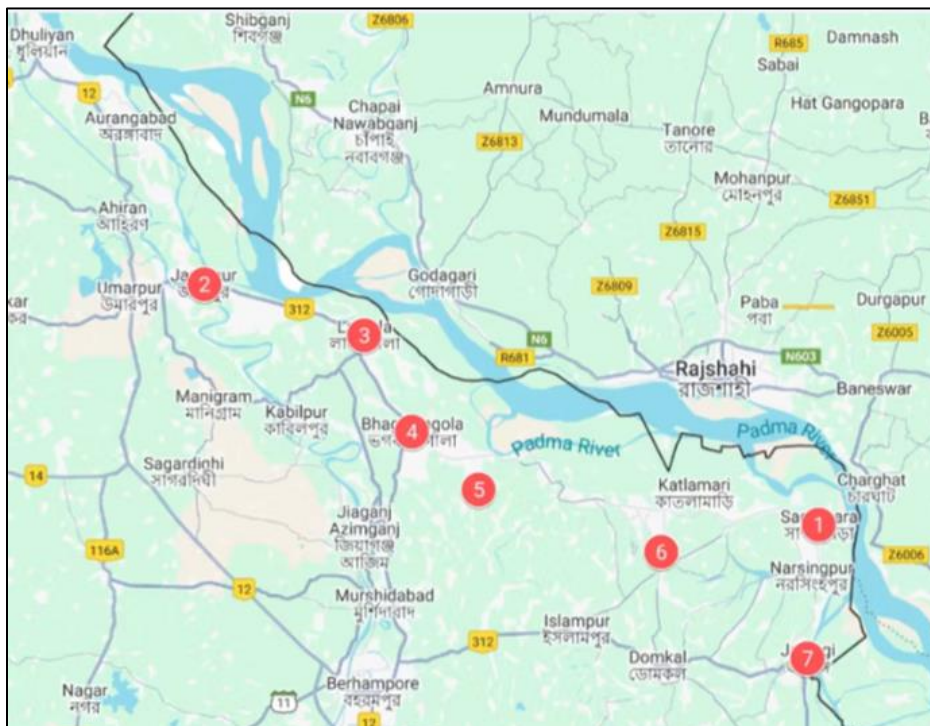 Dhuliyan
ধুলিয়ান
Shibganj
শিবগঞ্জ
Z6806
R685
Damnash
Sabai
12
N6
Chapai
Nawabganj
চাঁপাই
নবাবগঞ্জ
Amnura
Mundumala
Hat Gangopara
Aurangabad
অরঙ্গাবাদ
Z6813
Tanore
তানোর
Mohanpur
মোহনপুর
Z6851
Ahiran
আহিরণ
Z6815
Umarpur
উমারপুর
2
312
Godagari
গোদাগাড়ী
Z6809
Paba
পবা
Durgapur
Z6005
3
N6
R681
N603
Rajshahi
রাজশাহী
Baneswar
Manigram
মানিগ্রাম
Kabilpur
কাবিলপুর
4
Padma River
Padma River
Sagardighi
সাগরদিঘী
14
5
Katlamari
কাতলামাড়ি
Charghat
চারঘাট
Jiaganj
Azimganj
জিয়াগঞ্জ
আজিম
1
116A
6
Z6006
Narsingpur
নরসিংহপুর
12
Murshidabad
মুর্শিদাবাদ
Islampur
ইসলামপুর
312
Domkal
ডোমকল
7
Nagar
নগর
11
Berhampore
বহরমপুর
12